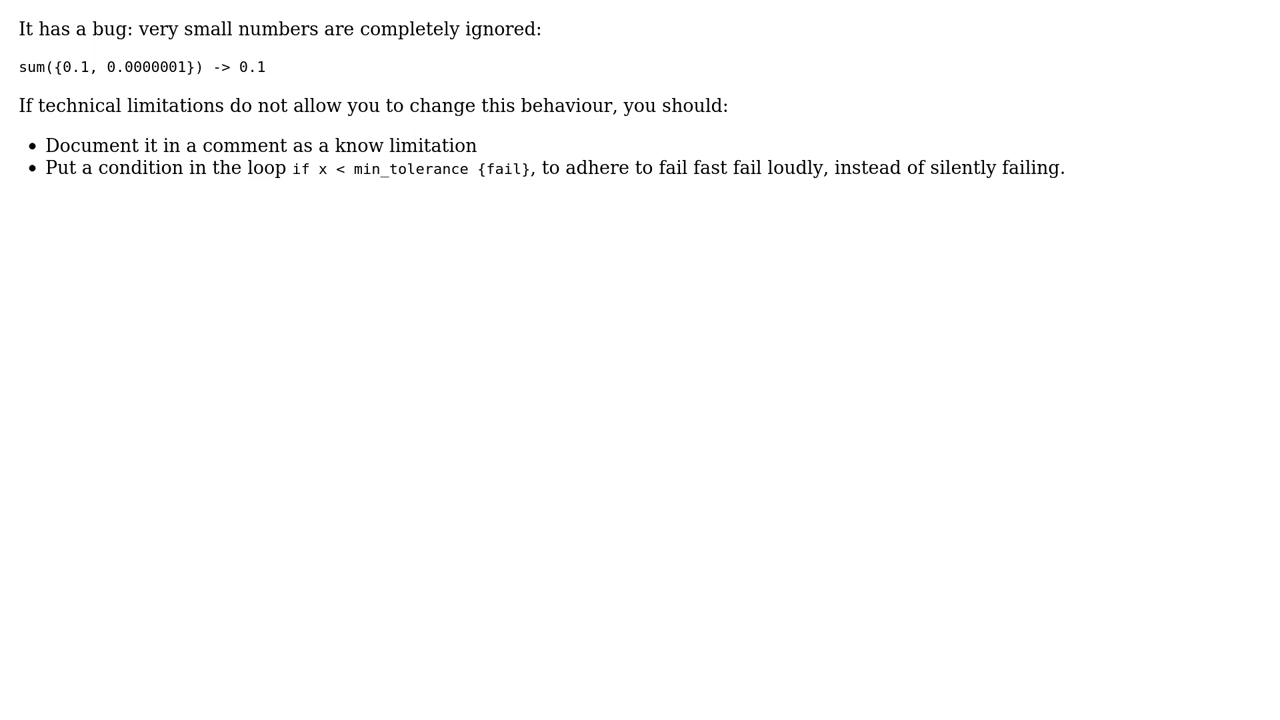 It has a bug: very small numbers are completely ignored:
sum({0.1, 0.0000001}) -> 0.1
If technical limitations do not allow you to change this behaviour, you should:
• Document it in a comment as a know limitation
• Put a condition in the loop if x < min_tolerance {fail}, to adhere to fail fast fail loudly, instead of silently failing.